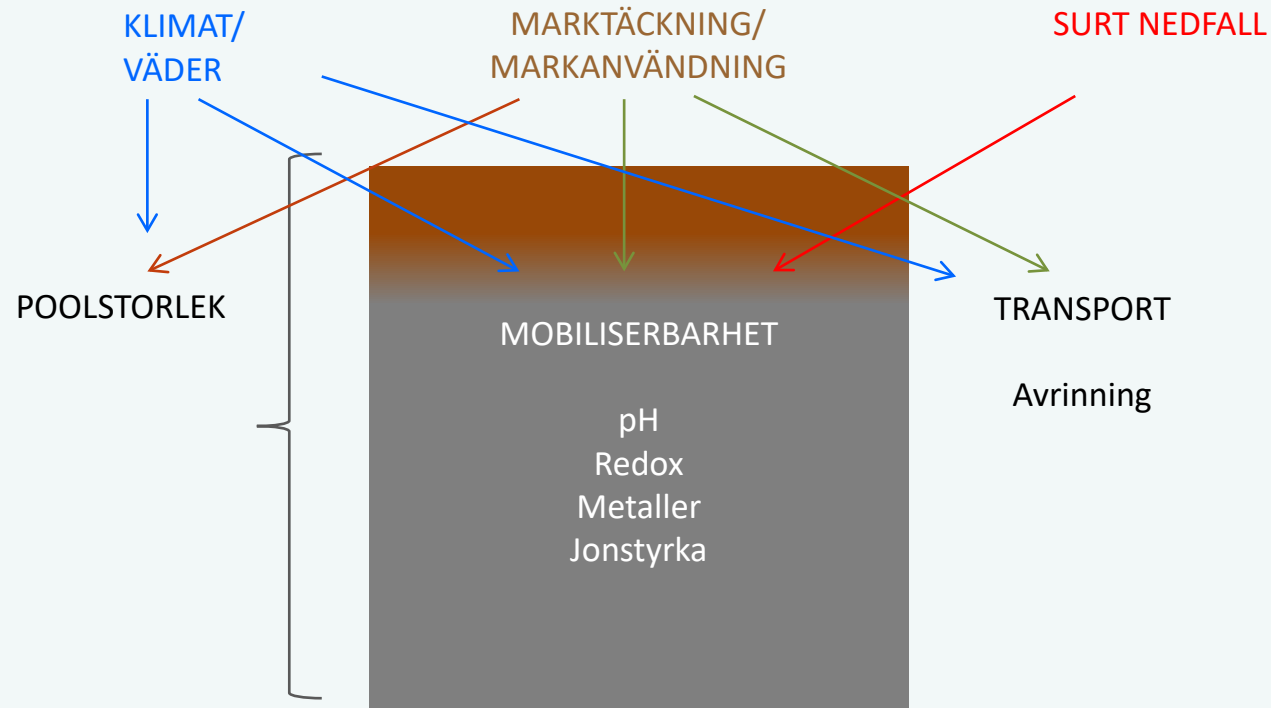 KLIMAT/
VÄDER
MARKTÄCKNING/
MARKANVÄNDNING
SURT NEDFALL
POOLSTORLEK
MOBILISERBARHET
pH
Redox
Metaller
Jonstyrka
TRANSPORT
Avrinning